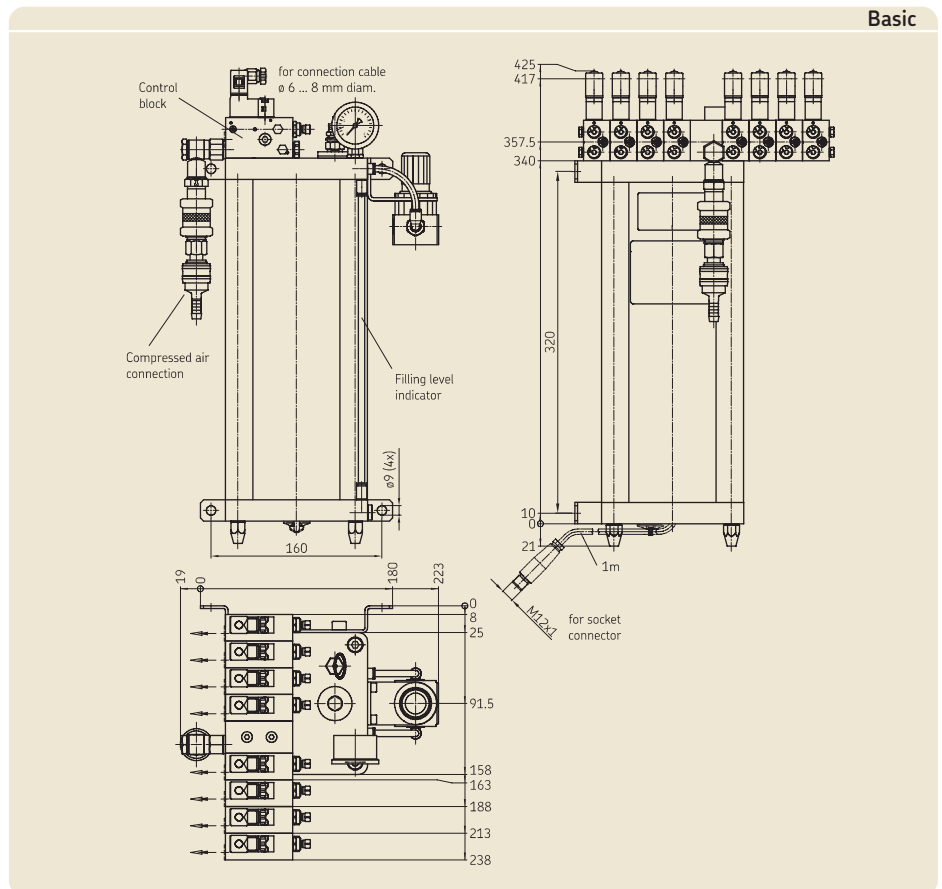 Basic
for connection cable
ø 6 ... 8 mm diam.
Control
block
Compressed air
connection
Filling level
indicator
ø9 (4x)
160
425
417
357.5
340
320
10
0
21
1m
M12x1
for socket
connector
19
0
180
223
0
8
25
91.5
158
163
188
213
238